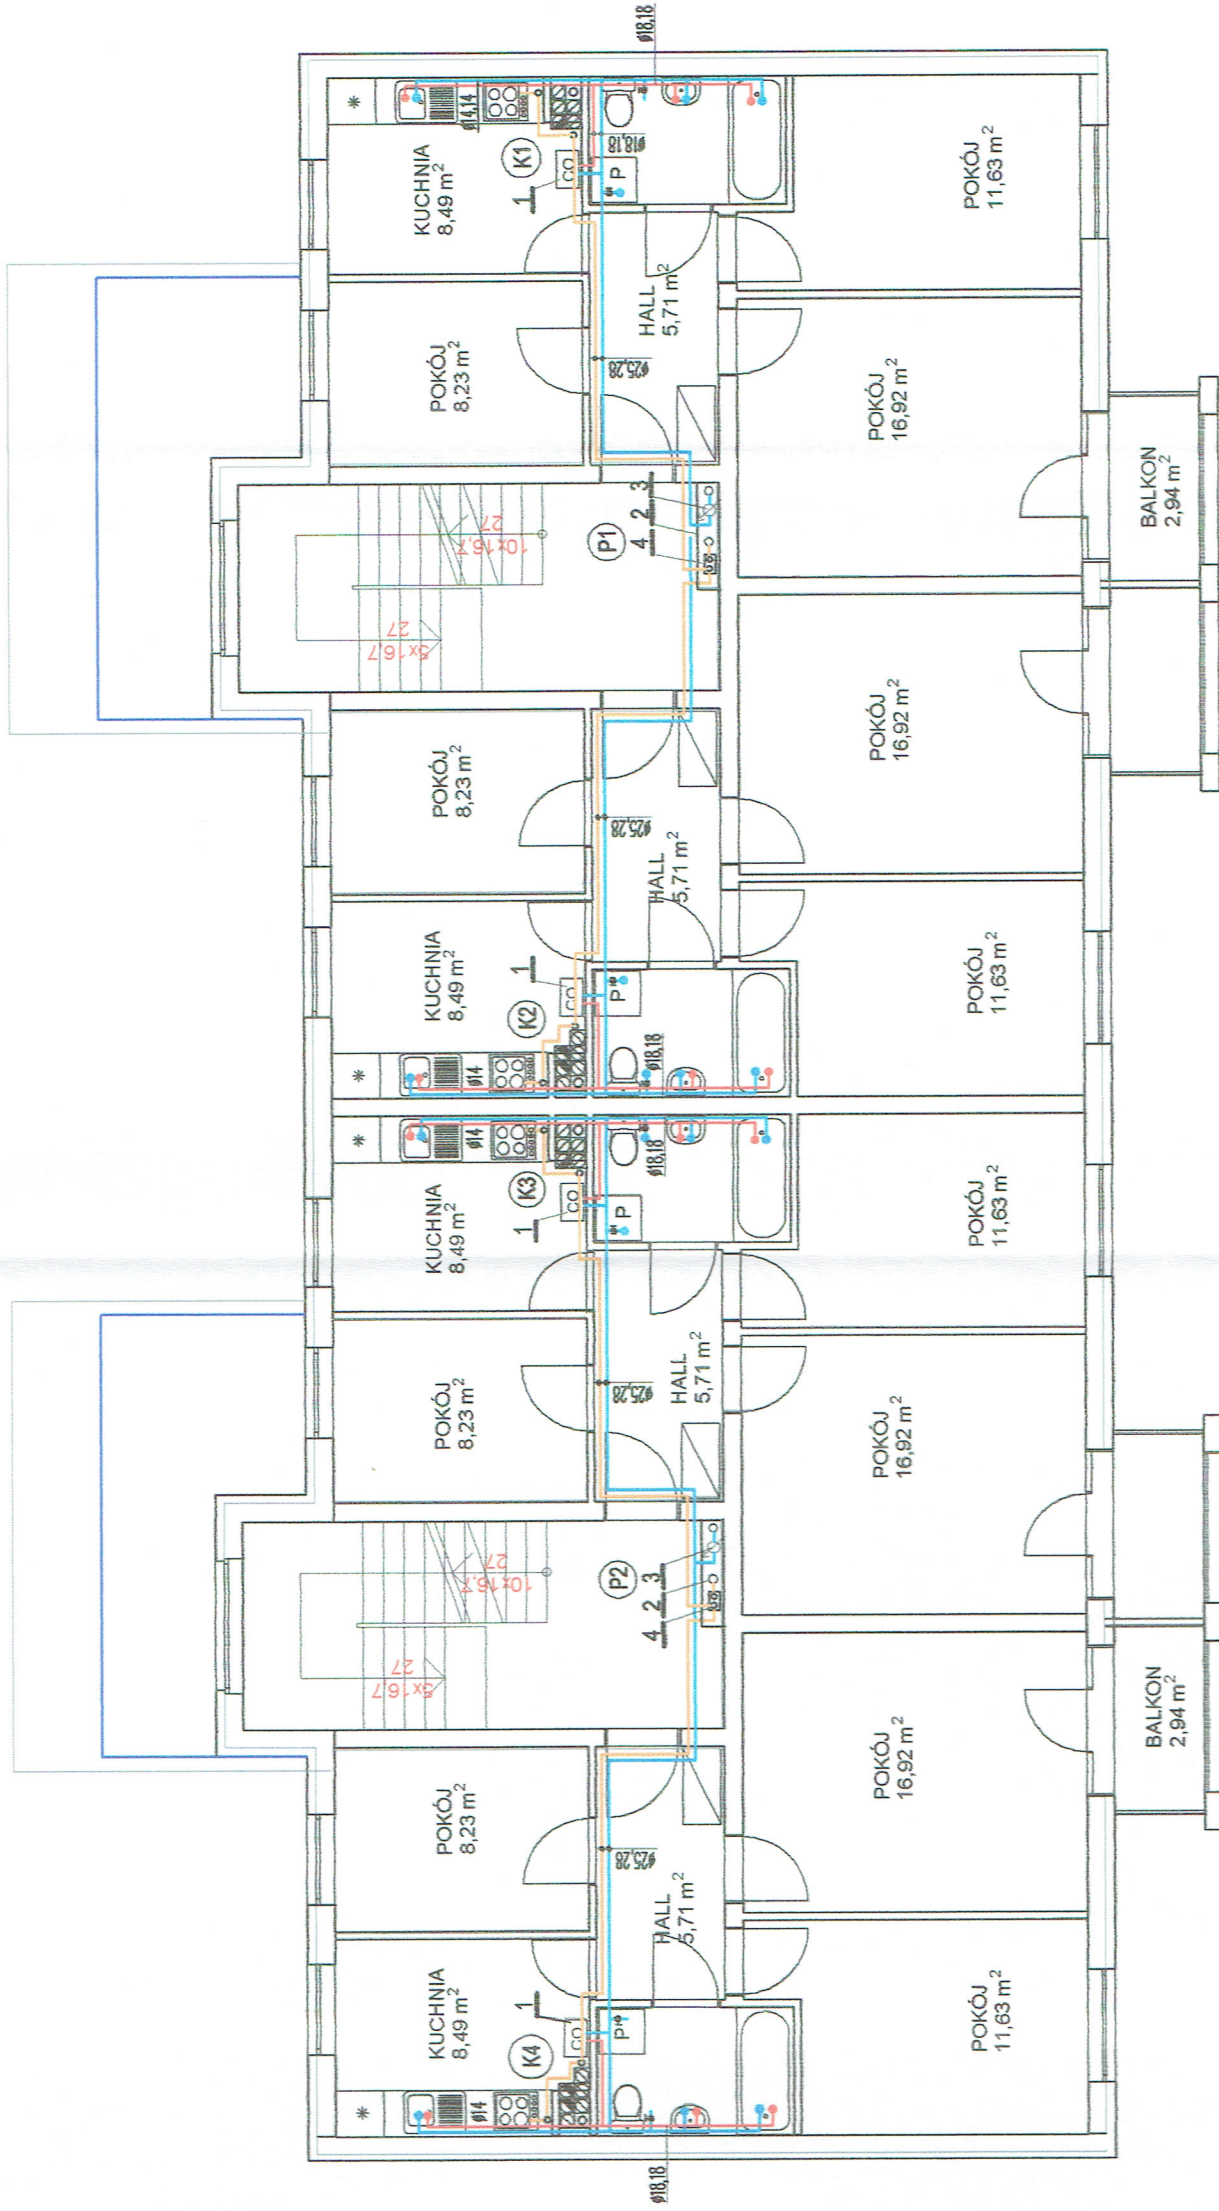 ø18,18
KUCHNIA
8,49 m²
ø14,14
K1
1
CO
ø18,18
P
POKÓJ
8,23 m²
HALL
5,71 m²
ø25,28
POKÓJ
11,63 m²
POKÓJ
16,92 m²
BALKON
2,94 m²
10x16,7
27
5x16,7
27
P1
4
2
3
POKÓJ
16,92 m²
POKÓJ
8,23 m²
HALL
5,71 m²
ø25,28
KUCHNIA
8,49 m²
1
K2
CO
ø14
P
ø18,18
POKÓJ
11,63 m²
KUCHNIA
8,49 m²
ø14
K3
1
CO
P
ø18,18
POKÓJ
11,63 m²
POKÓJ
8,23 m²
HALL
5,71 m²
ø25,28
POKÓJ
16,92 m²
10x16,7
27
5x16,7
27
P2
4
2
3
POKÓJ
16,92 m²
BALKON
2,94 m²
POKÓJ
8,23 m²
HALL
5,71 m²
ø25,28
KUCHNIA
8,49 m²
1
K4
CO
ø14
P
POKÓJ
11,63 m²
ø18,18